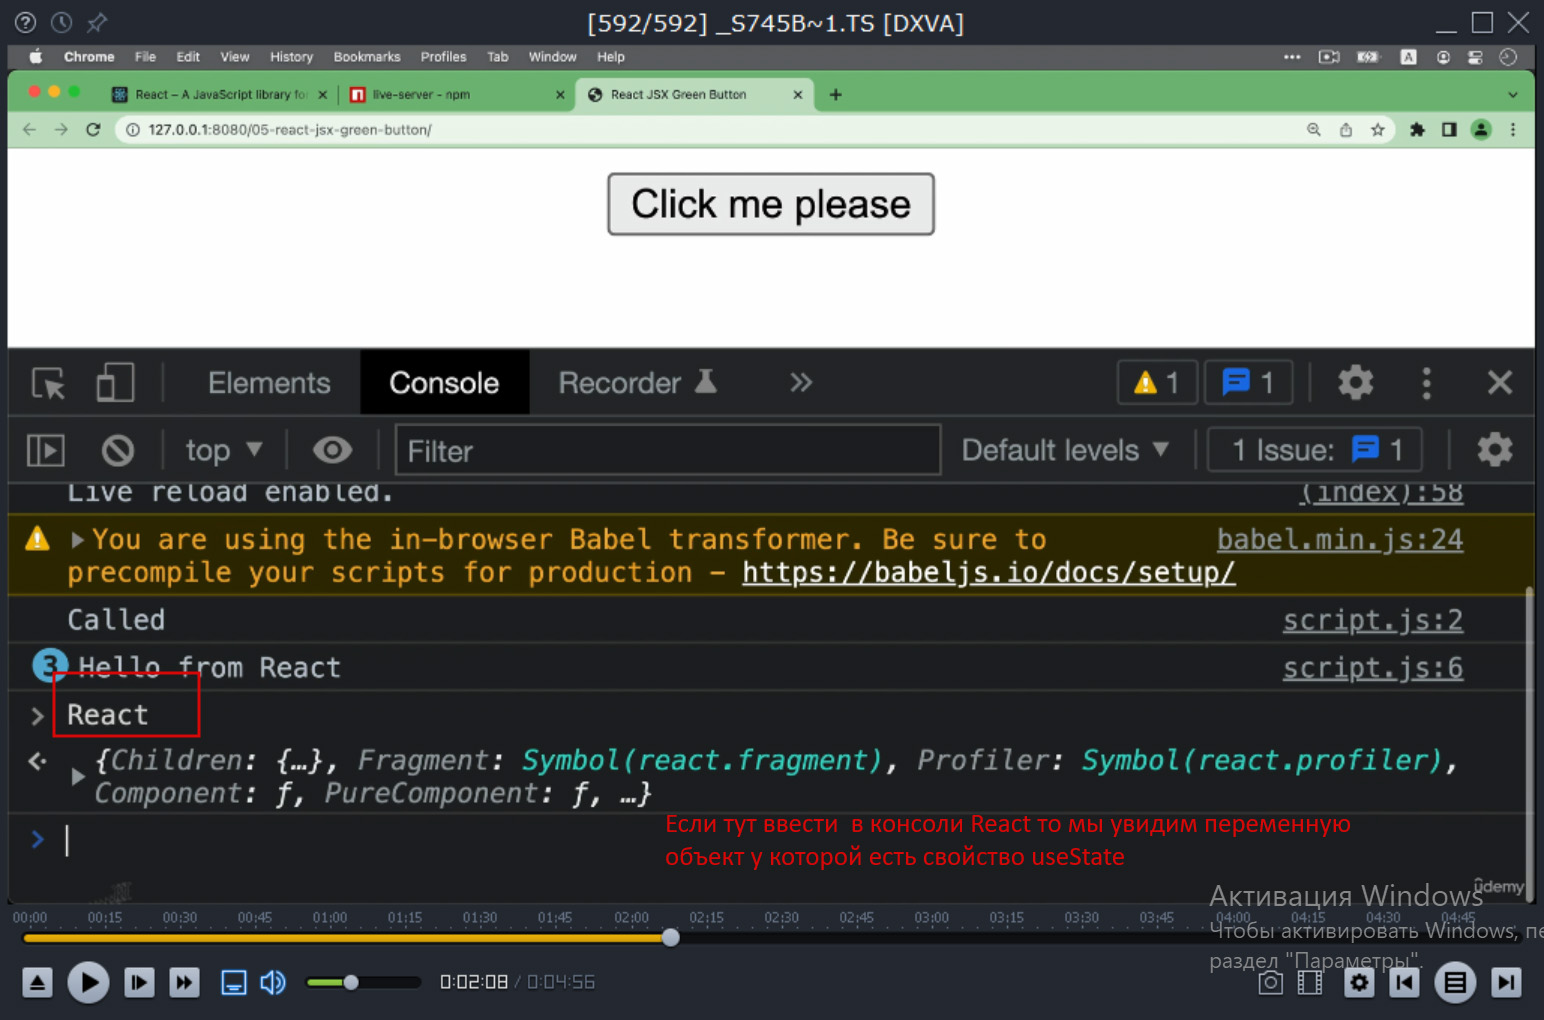 [592/592] _S745B~1.TS [DXVA]
Chrome File Edit View History Bookmarks Profiles Tab Window Help
React – A JavaScript library fo
live-server - npm
React JSX Green Button
127.0.0.1:8080/05-react-jsx-green-button/
Click me please
Elements Console Recorder 1 1
top Filter Default levels 1 Issue: 1
Live reload enabled. (index):58
You are using the in-browser Babel transformer. Be sure to babel.min.js:24
precompile your scripts for production – https://babeljs.io/docs/setup/
Called script.js:2
3 Hello from React script.js:6
> React
{Children: {…}, Fragment: Symbol(react.fragment), Profiler: Symbol(react.profiler),
Component: ƒ, PureComponent: ƒ, …}
>
Если тут ввести в консоли React то мы увидим переменную
объект у которой есть свойство useState
ûdemy
Активация Windows
Чтобы активировать Windows, пе
раздел "Параметры".
00:00 00:15 00:30 00:45 01:00 01:15 01:30 01:45 02:00 02:15 02:30 02:45 03:00 03:15 03:30 03:45 04:00 04:15 04:30 04:45
0:02:08 / 0:04:56